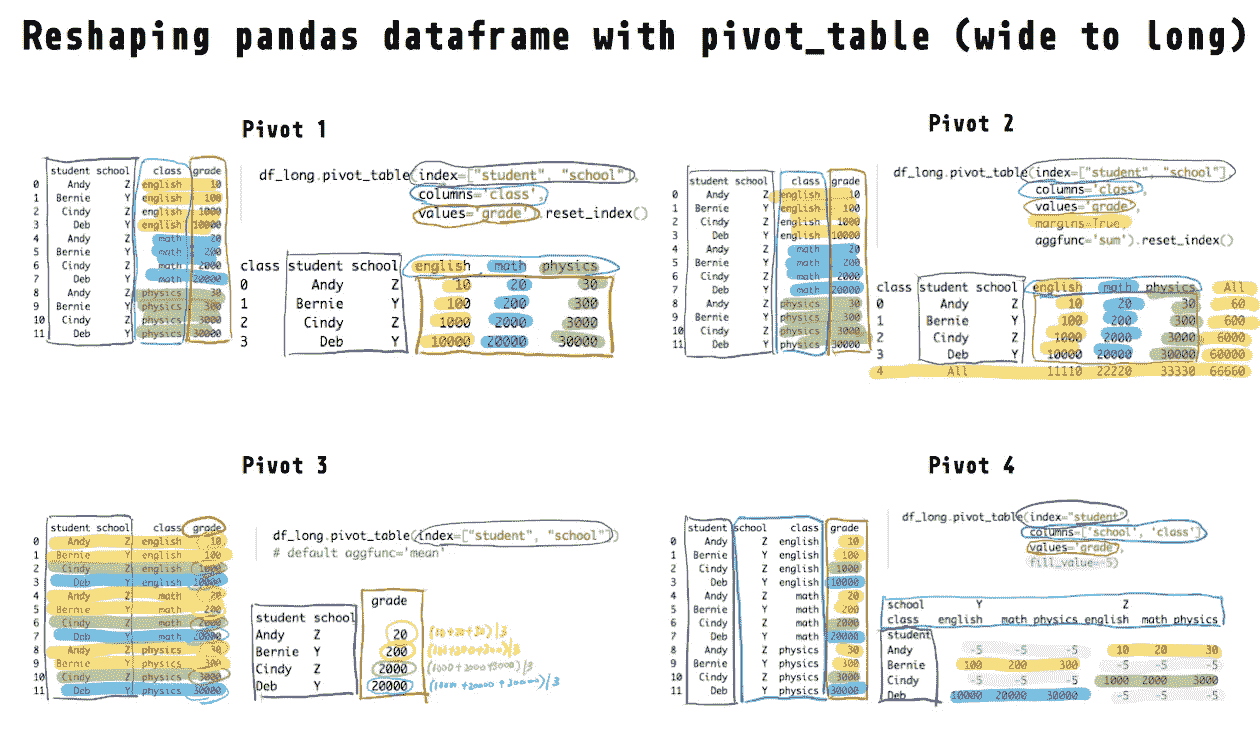 Reshaping pandas dataframe with pivot_table (wide to long)
Pivot 1
student school class grade
0 Andy Z english 10
1 Bernie Y english 100
2 Cindy Z english 1000
3 Deb Y english 10000
4 Andy Z math 20
5 Bernie Y math 200
6 Cindy Z math 2000
7 Deb Y math 20000
8 Andy Z physics 30
9 Bernie Y physics 300
10 Cindy Z physics 3000
11 Deb Y physics 30000
df_long.pivot_table(index=["student", "school"],
columns='class',
values='grade').reset_index()
class student school english math physics
0 Andy Z 10 20 30
1 Bernie Y 100 200 300
2 Cindy Z 1000 2000 3000
3 Deb Y 10000 20000 30000
Pivot 2
student school class grade
0 Andy Z english 10
1 Bernie Y english 100
2 Cindy Z english 1000
3 Deb Y english 10000
4 Andy Z math 20
5 Bernie Y math 200
6 Cindy Z math 2000
7 Deb Y math 20000
8 Andy Z physics 30
9 Bernie Y physics 300
10 Cindy Z physics 3000
11 Deb Y physics 30000
df_long.pivot_table(index=["student", "school"]
columns='class',
values='grade',
margins=True,
aggfunc='sum').reset_index()
class student school english math physics All
0 Andy Z 10 20 30 60
1 Bernie Y 100 200 300 600
2 Cindy Z 1000 2000 3000 6000
3 Deb Y 10000 20000 30000 60000
4 All 11110 22220 33330 66660
Pivot 3
student school class grade
0 Andy Z english 10
1 Bernie Y english 100
2 Cindy Z english 1000
3 Deb Y english 10000
4 Andy Z math 20
5 Bernie Y math 200
6 Cindy Z math 2000
7 Deb Y math 20000
8 Andy Z physics 30
9 Bernie Y physics 300
10 Cindy Z physics 3000
11 Deb Y physics 30000
df_long.pivot_table(index=["student", "school"])
# default aggfunc='mean'
grade
student school
Andy Z 20 (10+20+30)/3
Bernie Y 200 (100+200+300)/3
Cindy Z 2000 (1000+2000+3000)/3
Deb Y 20000 (10000+20000+30000)/3
Pivot 4
student school class grade
0 Andy Z english 10
1 Bernie Y english 100
2 Cindy Z english 1000
3 Deb Y english 10000
4 Andy Z math 20
5 Bernie Y math 200
6 Cindy Z math 2000
7 Deb Y math 20000
8 Andy Z physics 30
9 Bernie Y physics 300
10 Cindy Z physics 3000
11 Deb Y physics 30000
df_long.pivot_table(index="student"
columns=['school', 'class'],
values='grade',
fill_value=-5)
school Y Z
class english math physics english math physics
student
Andy -5 -5 -5 10 20 30
Bernie 100 200 300 -5 -5 -5
Cindy -5 -5 -5 1000 2000 3000
Deb 10000 20000 30000 -5 -5 -5